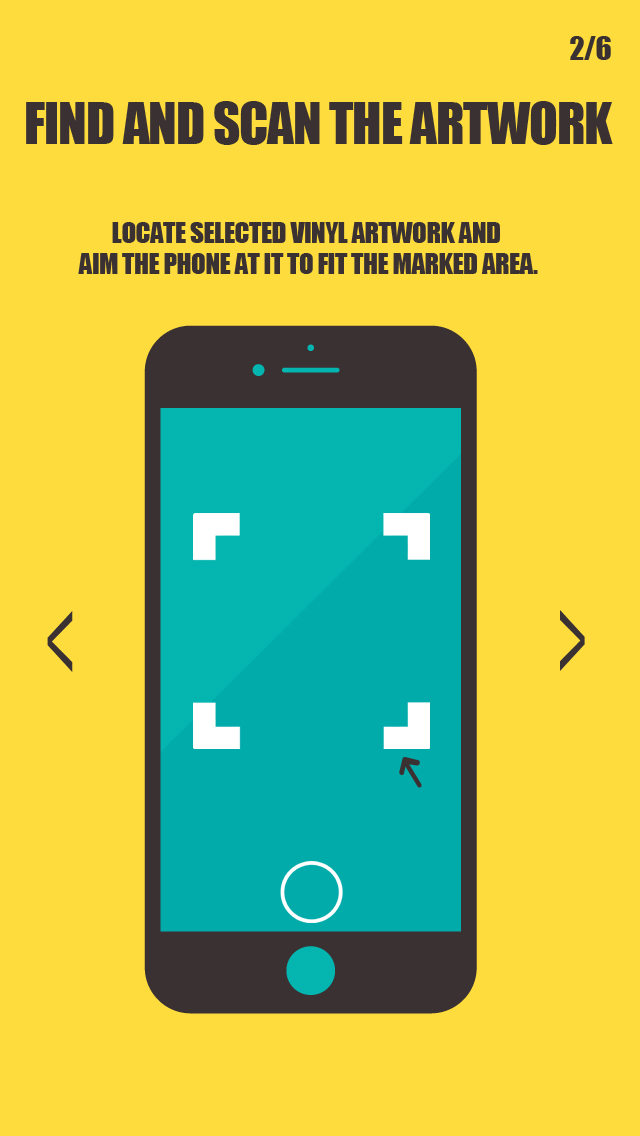 2/6
FIND AND SCAN THE ARTWORK
LOCATE SELECTED VINYL ARTWORK AND
AIM THE PHONE AT IT TO FIT THE MARKED AREA.